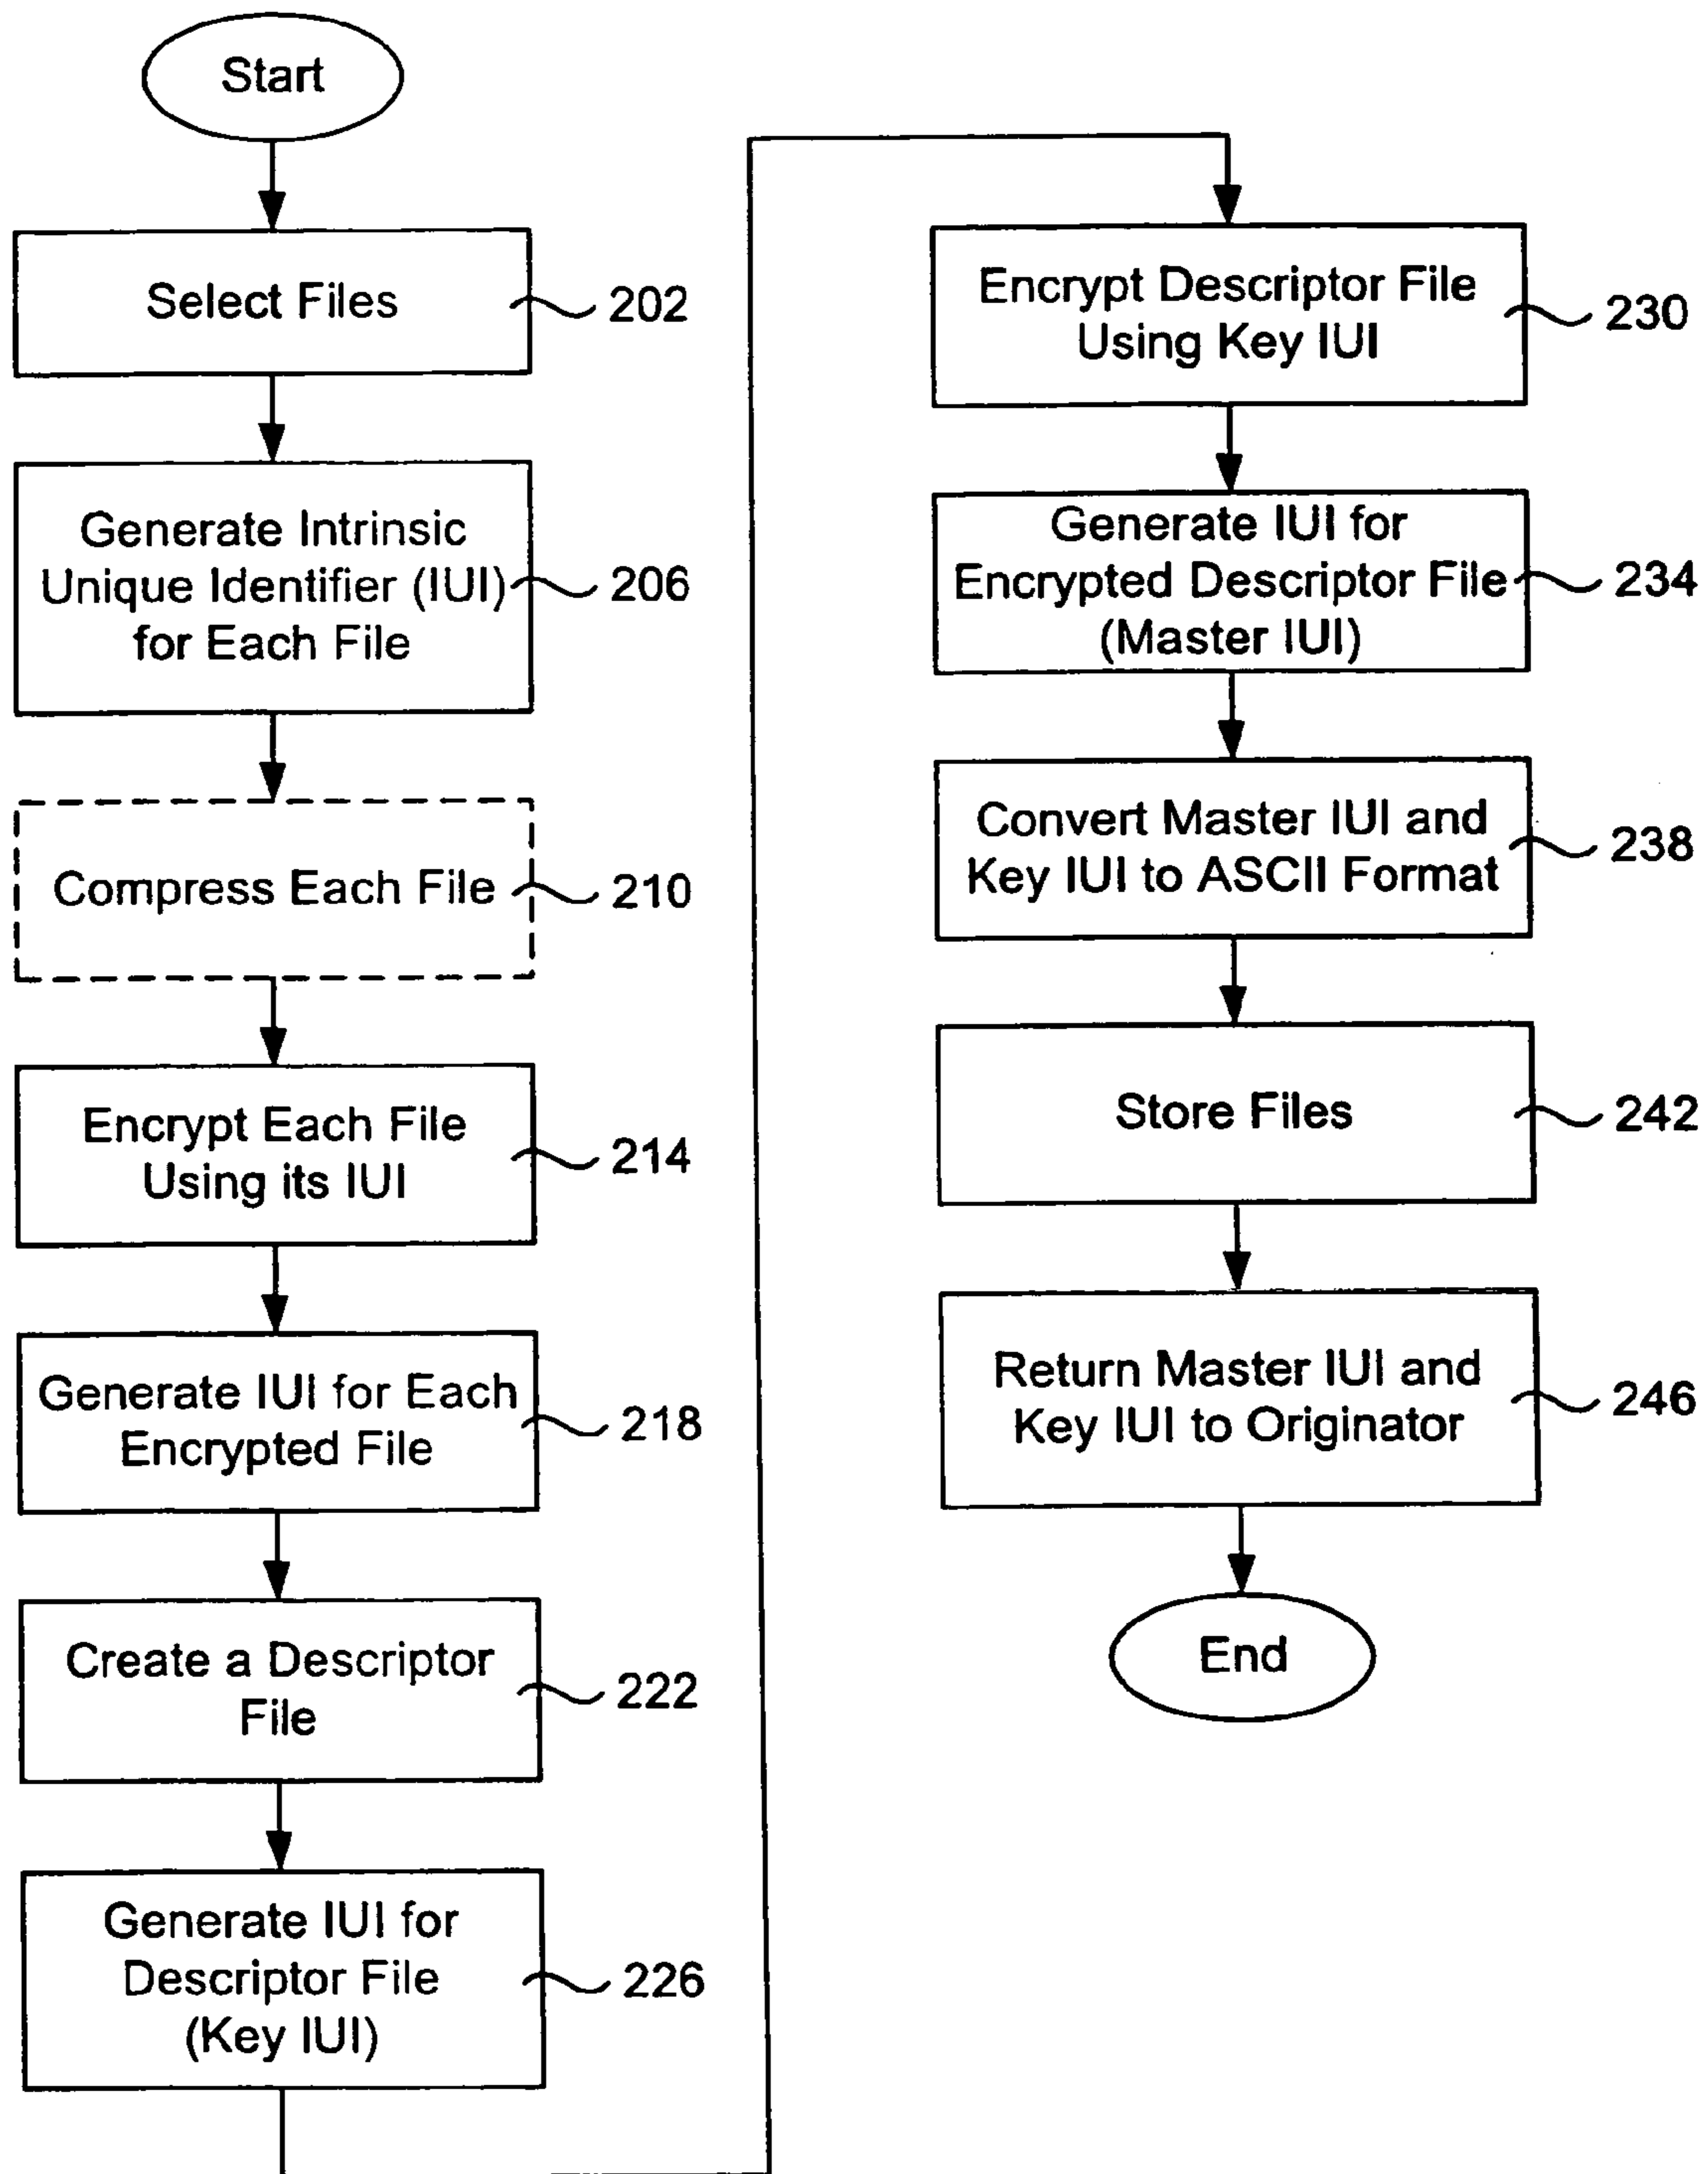 Start
Select Files
202
Generate Intrinsic
Unique Identifier (IUI)
for Each File
206
Compress Each File
210
Encrypt Each File
Using its IUI
214
Generate IUI for Each
Encrypted File
218
Create a Descriptor
File
222
Generate IUI for
Descriptor File
(Key IUI)
226
Encrypt Descriptor File
Using Key IUI
230
Generate IUI for
Encrypted Descriptor File
(Master IUI)
234
Convert Master IUI and
Key IUI to ASCII Format
238
Store Files
242
Return Master IUI and
Key IUI to Originator
246
End